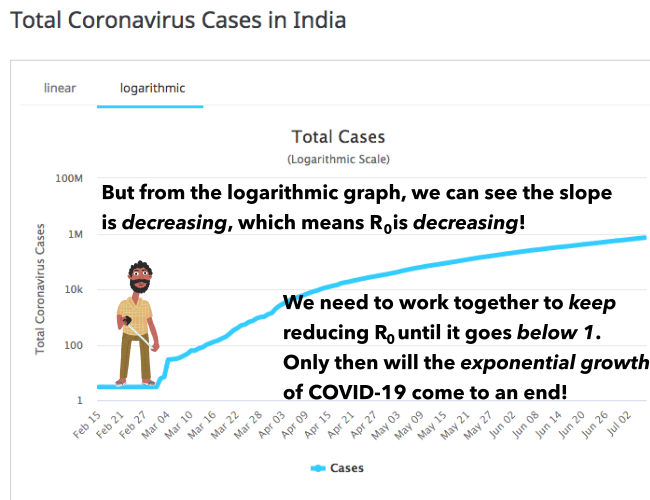 Total Coronavirus Cases in India
linear logarithmic
Total Cases
(Logarithmic Scale)
100M
But from the logarithmic graph, we can see the slope
is decreasing, which means R₀ is decreasing!
1M
Total Coronavirus Cases
10k
We need to work together to keep
reducing R₀ until it goes below 1.
100
Only then will the exponential growth
of COVID-19 come to an end!
1
Feb 15 Feb 21 Feb 27 Mar 04 Mar 10 Mar 16 Mar 22 Mar 28 Apr 03 Apr 09 Apr 15 Apr 21 Apr 27 May 03 May 09 May 15 May 21 May 27 Jun 02 Jun 08 Jun 14 Jun 20 Jun 26 Jul 02
Cases